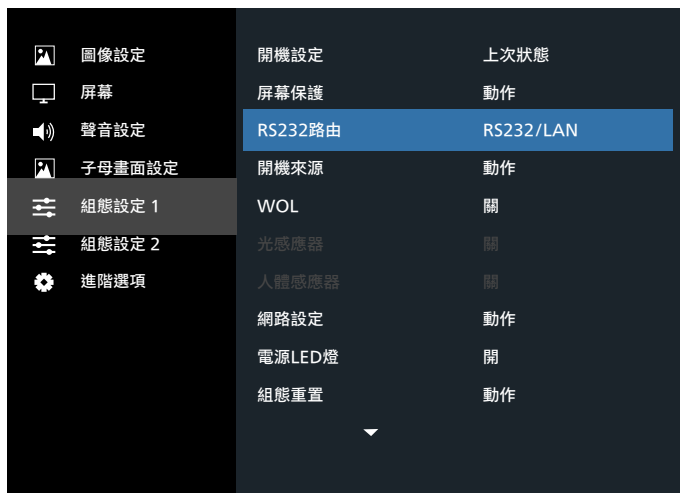 圖像設定
屏幕
聲音設定
子母畫面設定
組態設定 1
組態設定 2
進階選項
開機設定 上次狀態
屏幕保護 動作
RS232路由 RS232/LAN
開機來源 動作
WOL 關
光感應器 關
人體感應器 關
網路設定 動作
電源LED燈 開
組態重置 動作